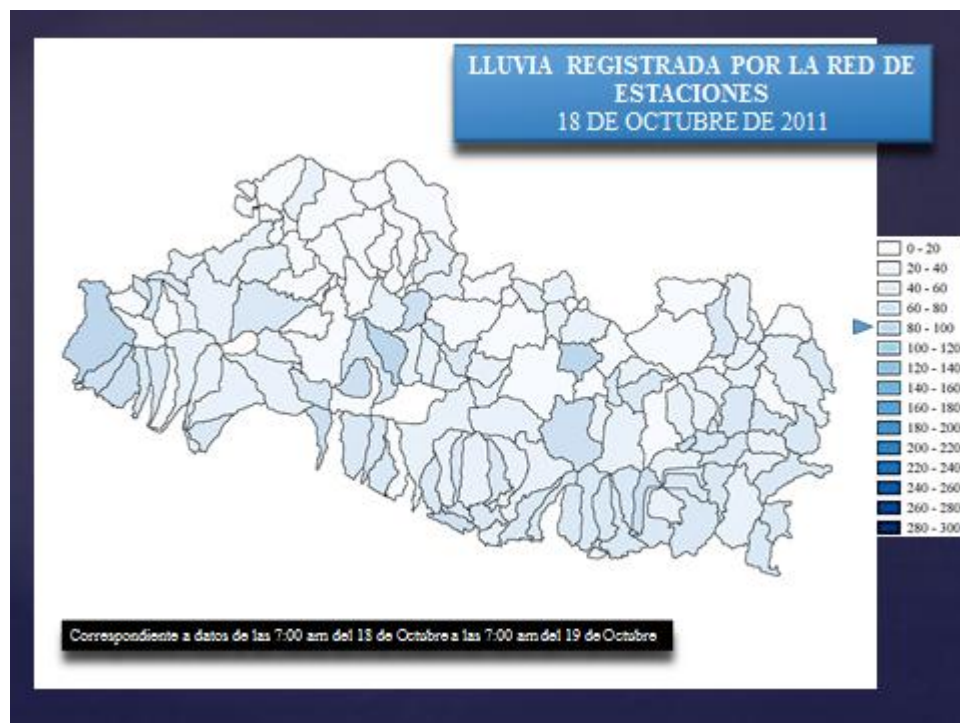 LLUVIA REGISTRADA POR LA RED DE
ESTACIONES
18 DE OCTUBRE DE 2011
0 - 20
20 - 40
40 - 60
60 - 80
80 - 100
100 - 120
120 - 140
140 - 160
160 - 180
180 - 200
200 - 220
220 - 240
240 - 260
260 - 280
280 - 300
Correspondiente a datos de las 7:00 am del 18 de Octubre a las 7:00 am del 19 de Octubre